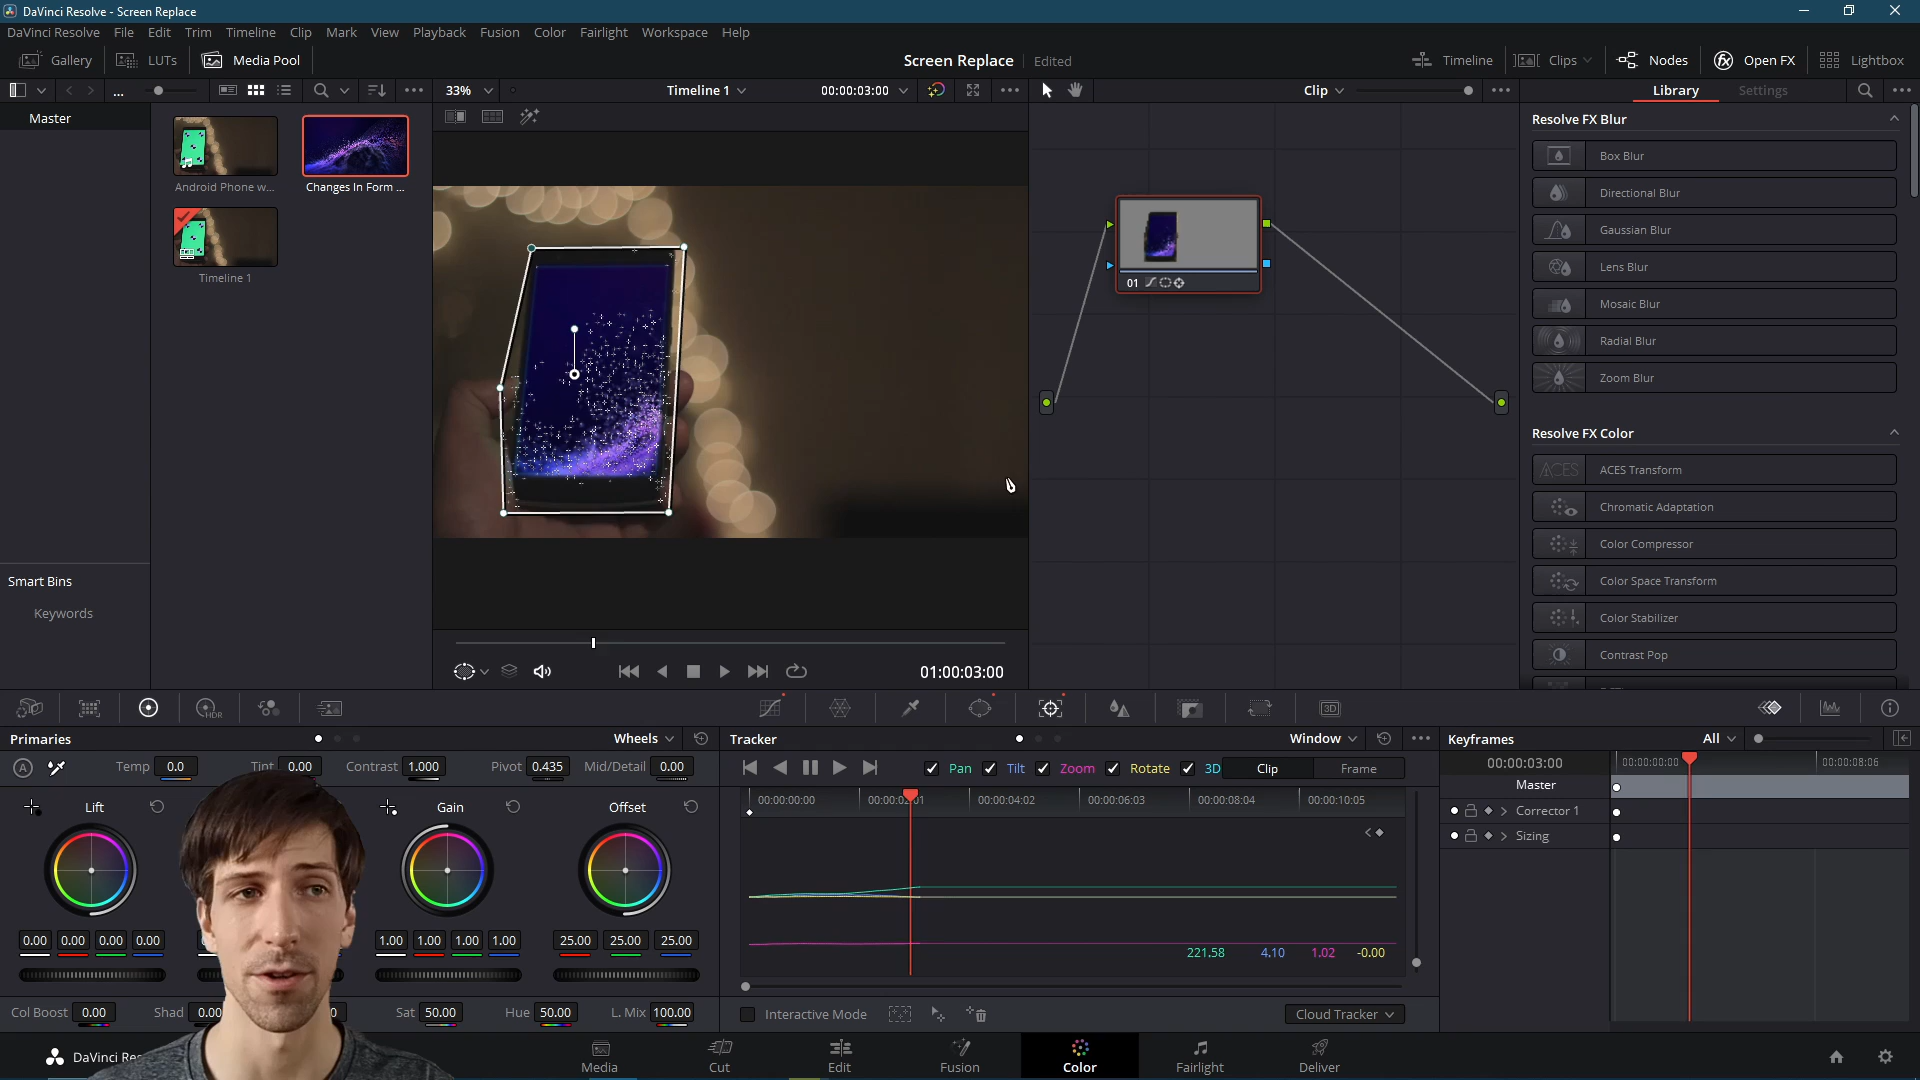 DaVinci Resolve - Screen Replace
DaVinci Resolve File Edit Trim Timeline Clip Mark View Playback Fusion Color Fairlight Workspace Help
Gallery LUTs Media Pool Screen Replace Edited Timeline Clips Nodes Open FX Lightbox
... 33% Timeline 1 00:00:03:00 Clip Library Settings
Master
Android Phone w... Changes In Form ...
Timeline 1
Smart Bins
Keywords
01:00:03:00
01
Resolve FX Blur
Box Blur
Directional Blur
Gaussian Blur
Lens Blur
Mosaic Blur
Radial Blur
Zoom Blur
Resolve FX Color
ACES Transform
Chromatic Adaptation
Color Compressor
Color Space Transform
Color Stabilizer
Contrast Pop
HDR
3D
Primaries Wheels
A Temp 0.0 Tint 0.00 Contrast 1.000 Pivot 0.435 Mid/Detail 0.00
Lift Gain Offset
0.00 0.00 0.00 0.00 1.00 1.00 1.00 1.00 25.00 25.00 25.00
Col Boost 0.00 Shad 0.00 Sat 50.00 Hue 50.00 L. Mix 100.00
Tracker Window
Pan Tilt Zoom Rotate 3D Clip Frame
00:00:00:00 00:00:02:01 00:00:04:02 00:00:06:03 00:00:08:04 00:00:10:05
221.58 4.10 1.02 -0.00
Interactive Mode Cloud Tracker
Keyframes All
00:00:03:00 00:00:00:00 00:00:08:06
Master
Corrector 1
Sizing
DaVinci Res
Media Cut Edit Fusion Color Fairlight Deliver